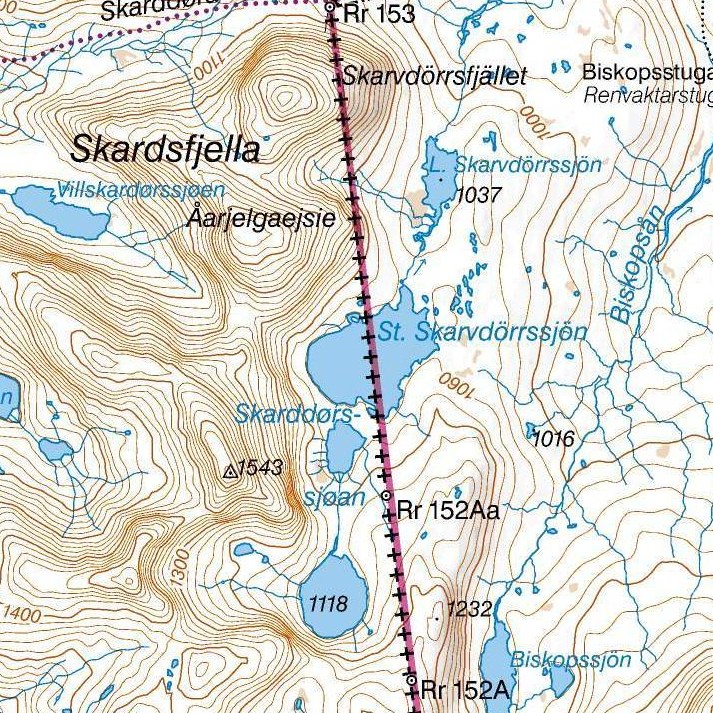 Rr 153
1100
Skarvdörrsfjället
Biskopsstuga
Renvaktarstug
1000
Skardsfjella
L. Skarvdörrssjön
Villskardørssjøen
1037
Åarjelgaejsie
Biskopsån
St. Skarvdörrssjön
1060
n
Skarddørs-
1016
1543
sjøan
Rr 152Aa
1300
1118
1232
1400
Biskopssjön
Rr 152A